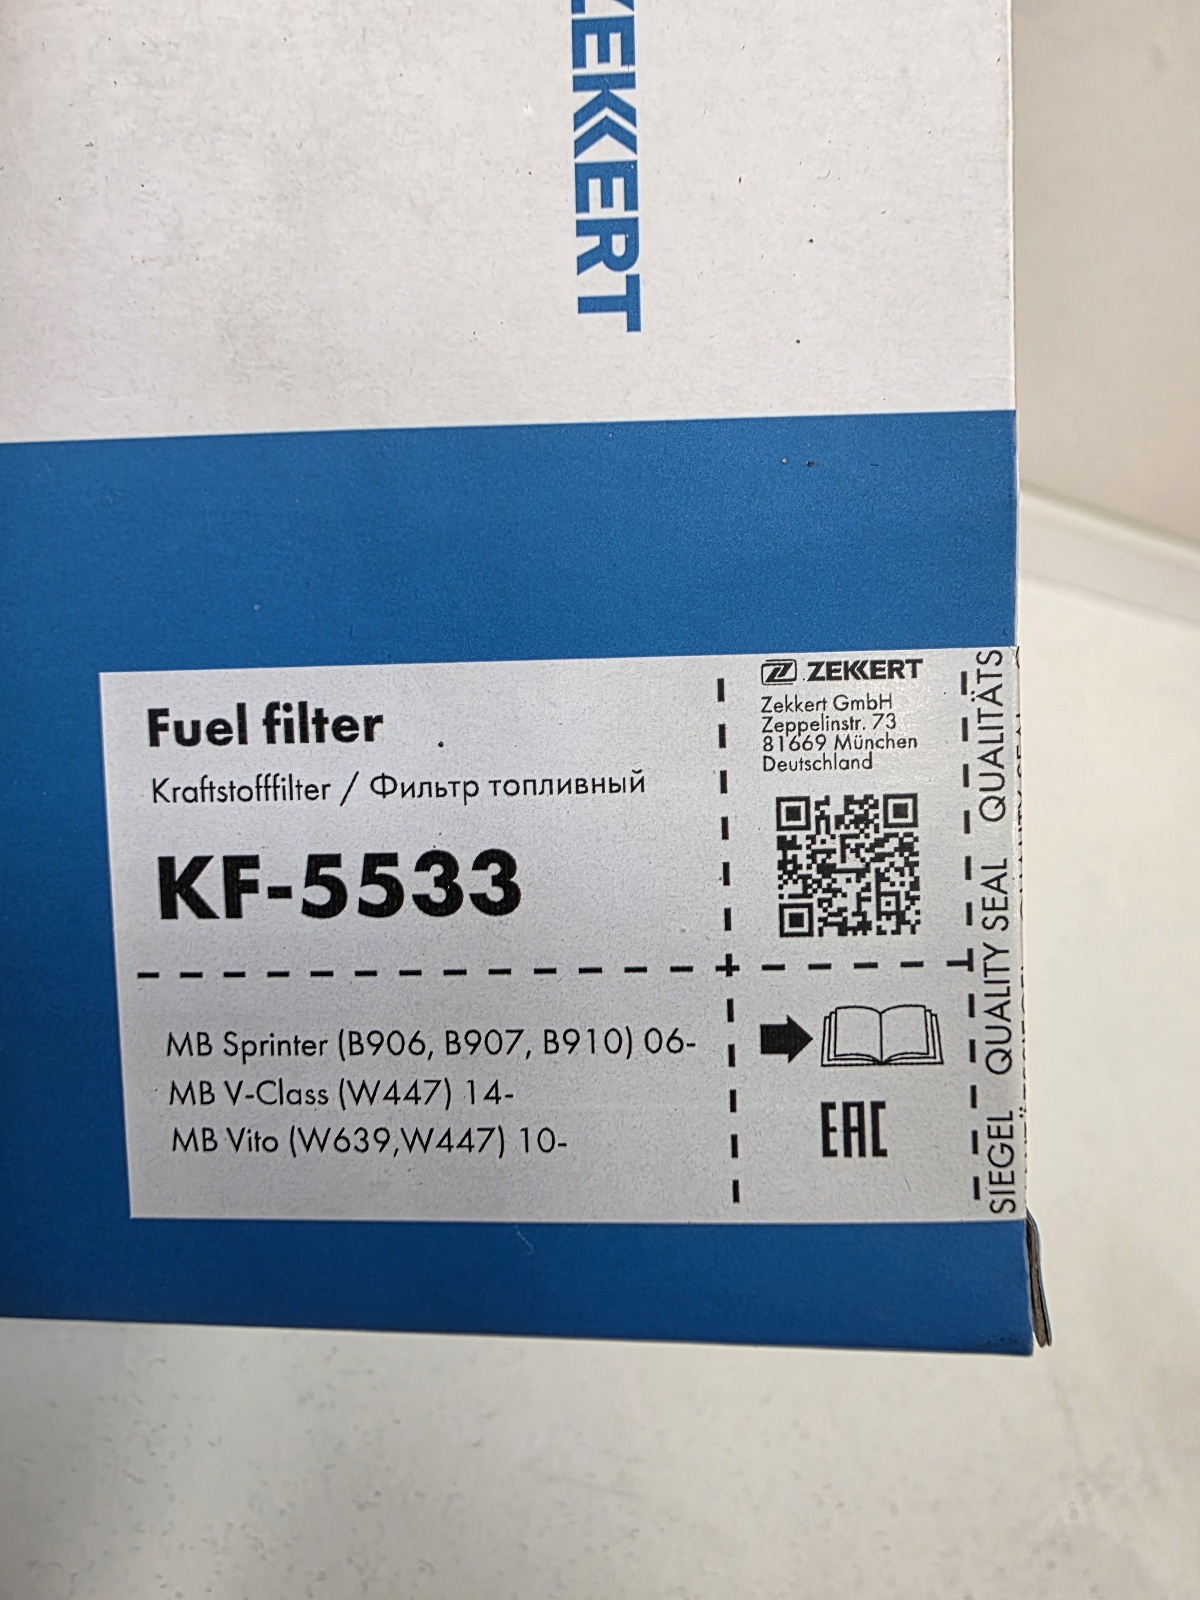 ZEKKERT
Fuel filter
Kraftstofffilter / Фильтр топливный
KF-5533
MB Sprinter (B906, B907, B910) 06-
MB V-Class (W447) 14-
MB Vito (W639,W447) 10-
ZEKKERT
Zekkert GmbH
Zeppelinstr. 73
81669 München
Deutschland
EAC
SIEGEL QUALITY SEAL QUALITÄTS